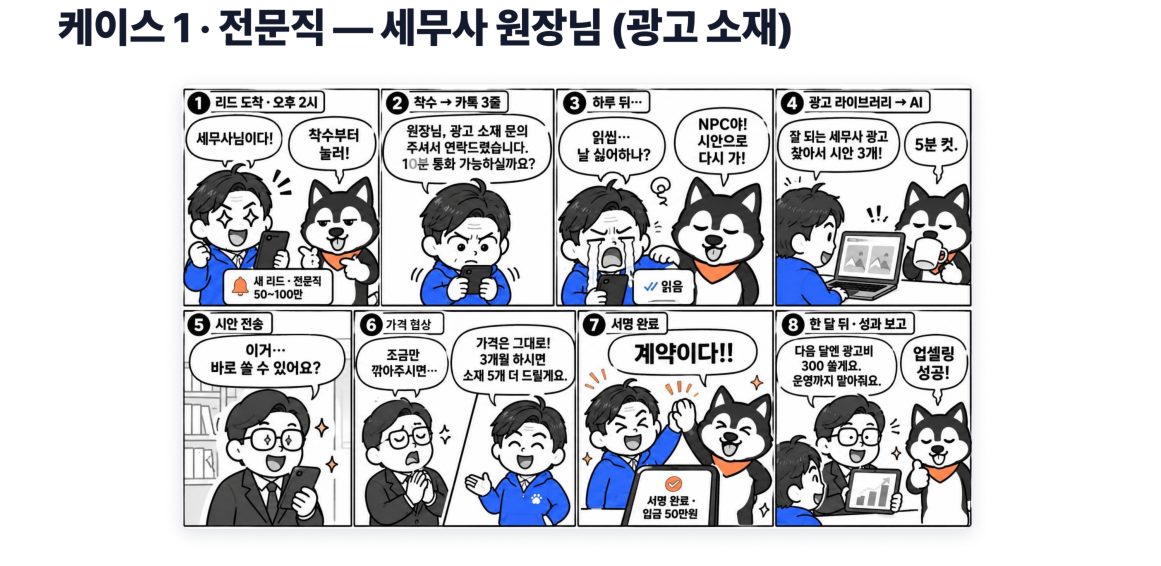 케이스 1 · 전문직 — 세무사 원장님 (광고 소재)
1 리드 도착 · 오후 2시
세무사님이다!
착수부터
눌러!
새 리드 · 전문직
50~100만
2 착수 → 카톡 3줄
원장님, 광고 소재 문의
주셔서 연락드렸습니다.
10분 통화 가능하실까요?
3 하루 뒤…
읽씹…
날 싫어하나?
NPC야!
시안으로
다시 가!
읽음
4 광고 라이브러리 → AI
잘 되는 세무사 광고
찾아서 시안 3개!
5분 컷.
5 시안 전송
이거…
바로 쓸 수 있어요?
6 가격 협상
조금만
깎아주시면…
가격은 그대로!
3개월 하시면
소재 5개 더 드릴게요.
7 서명 완료
계약이다!!
서명 완료 ·
입금 50만원
8 한 달 뒤 · 성과 보고
다음 달엔 광고비
300 쓸게요.
운영까지 맡아줘요.
업셀링
성공!